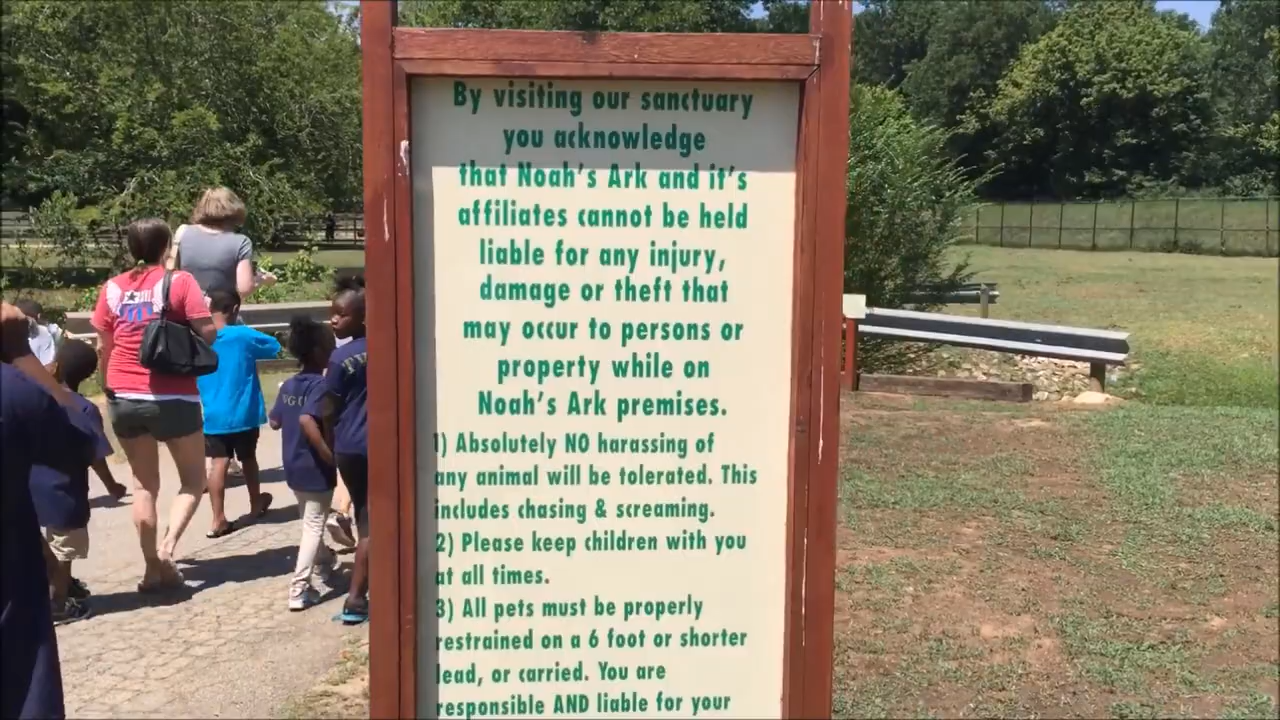 By visiting our sanctuary
you acknowledge
that Noah's Ark and it's
affiliates cannot be held
liable for any injury,
damage or theft that
may occur to persons or
property while on
Noah's Ark premises.
1) Absolutely NO harassing of
any animal will be tolerated. This
includes chasing & screaming.
2) Please keep children with you
at all times.
3) All pets must be properly
restrained on a 6 foot or shorter
lead, or carried. You are
responsible AND liable for your